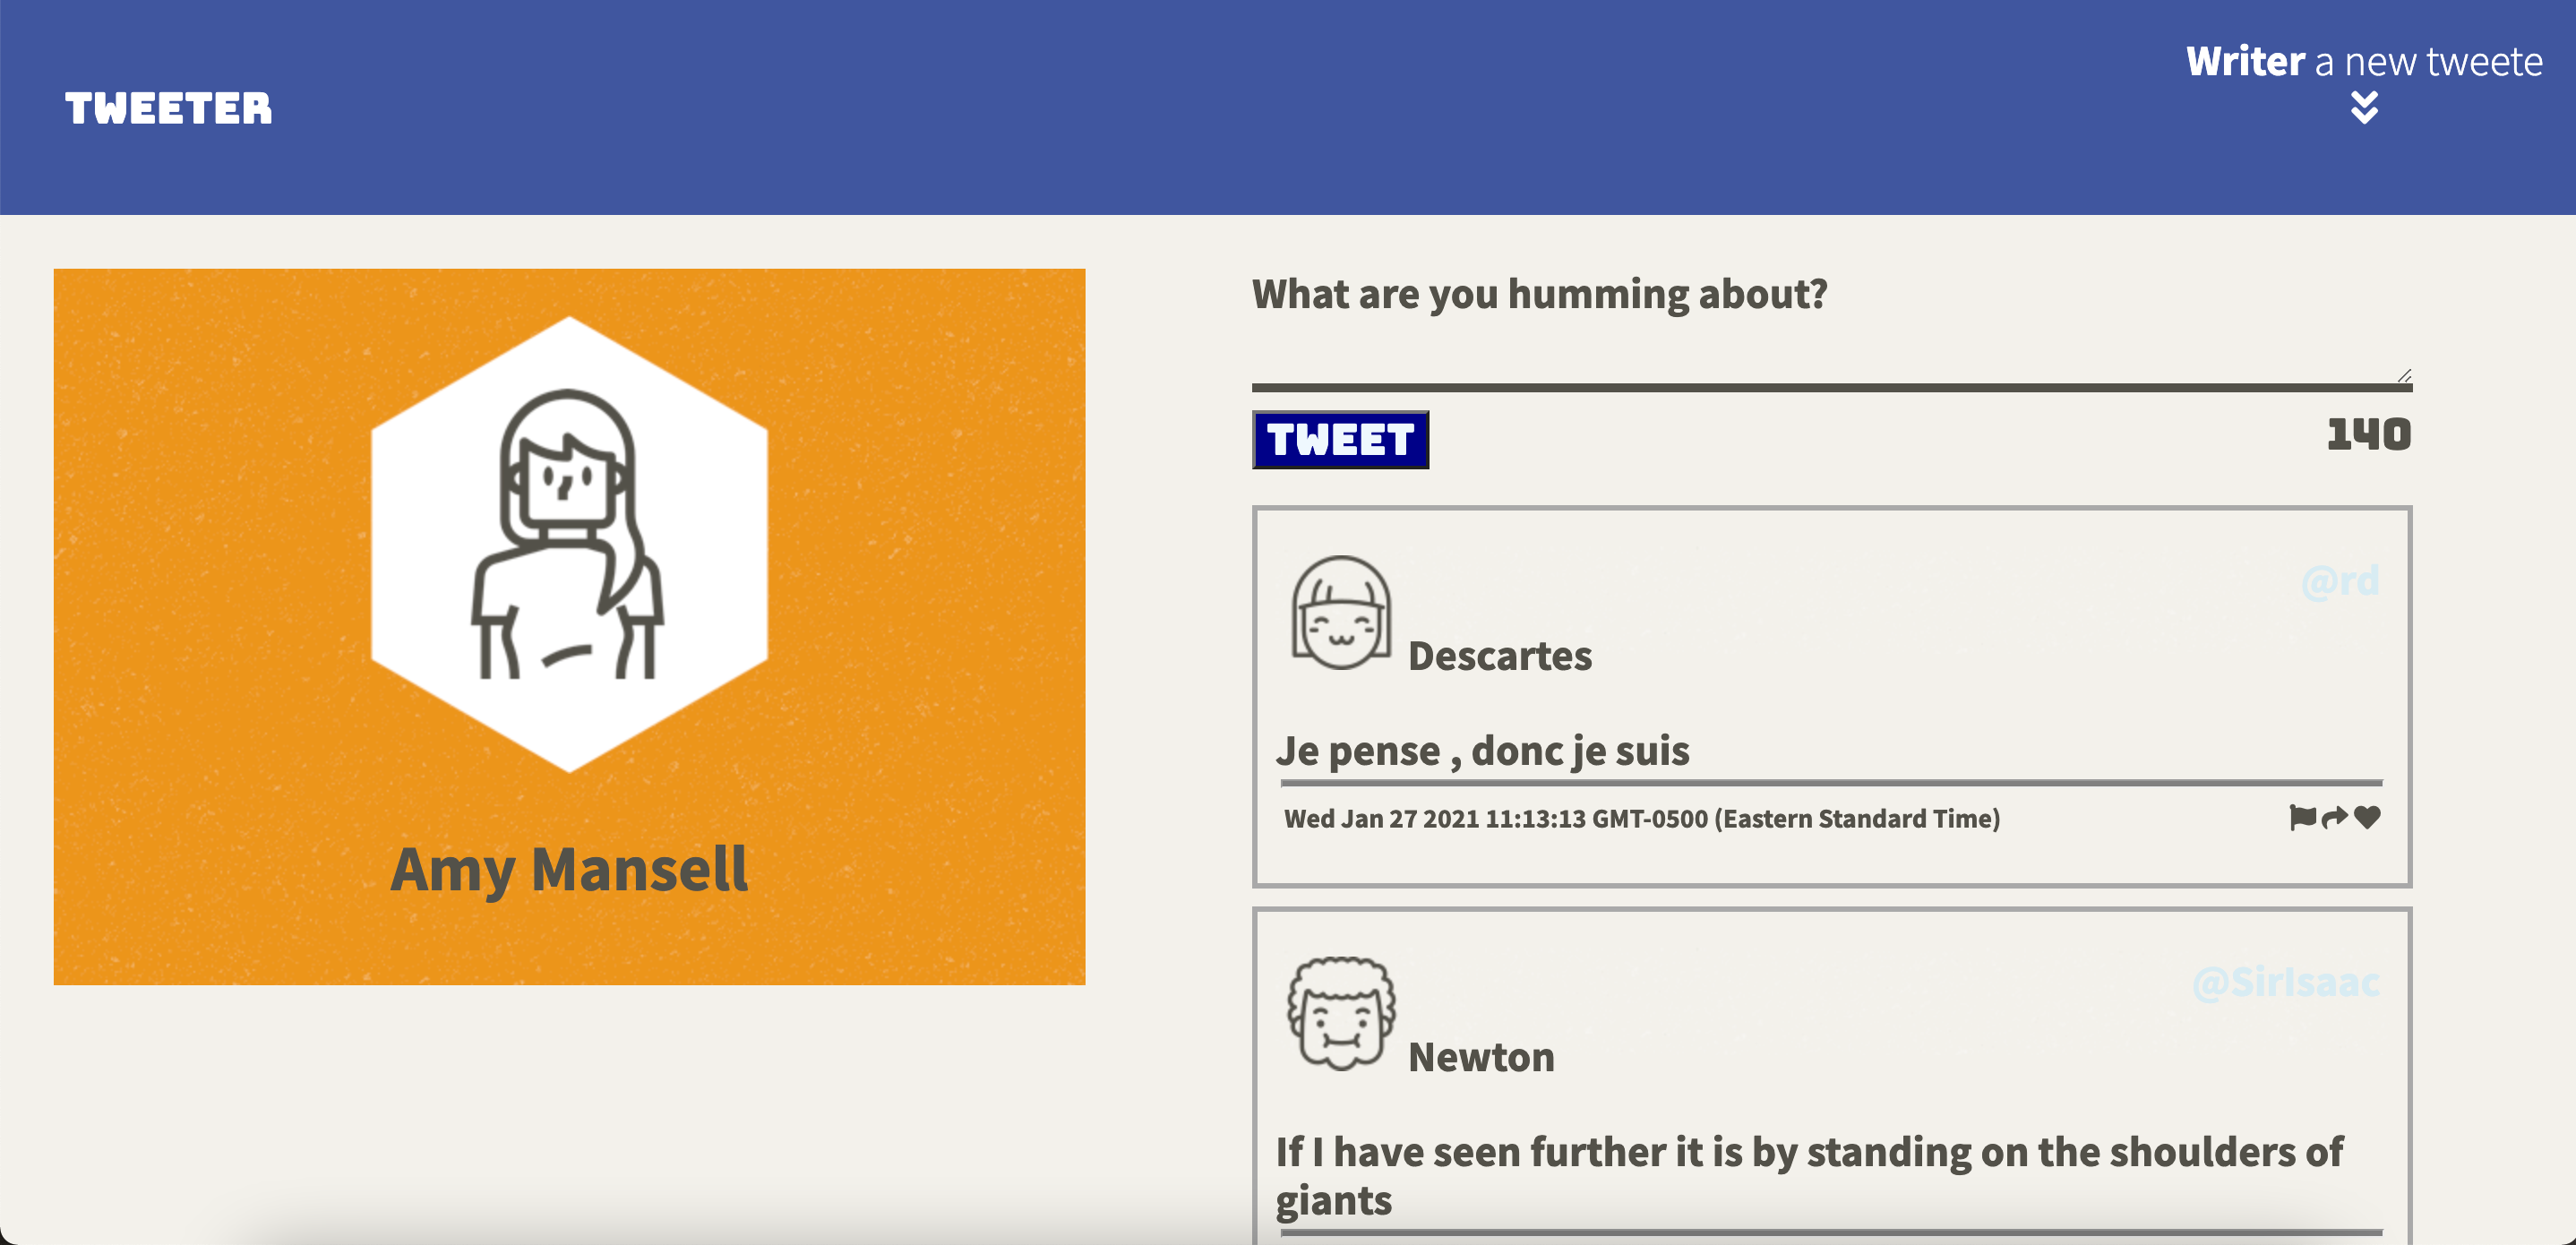 TWEETER
Writer a new tweete
Amy Mansell
What are you humming about?
TWEET
140
@rd
Descartes
Je pense , donc je suis
Wed Jan 27 2021 11:13:13 GMT-0500 (Eastern Standard Time)
@SirIsaac
Newton
If I have seen further it is by standing on the shoulders of
giants